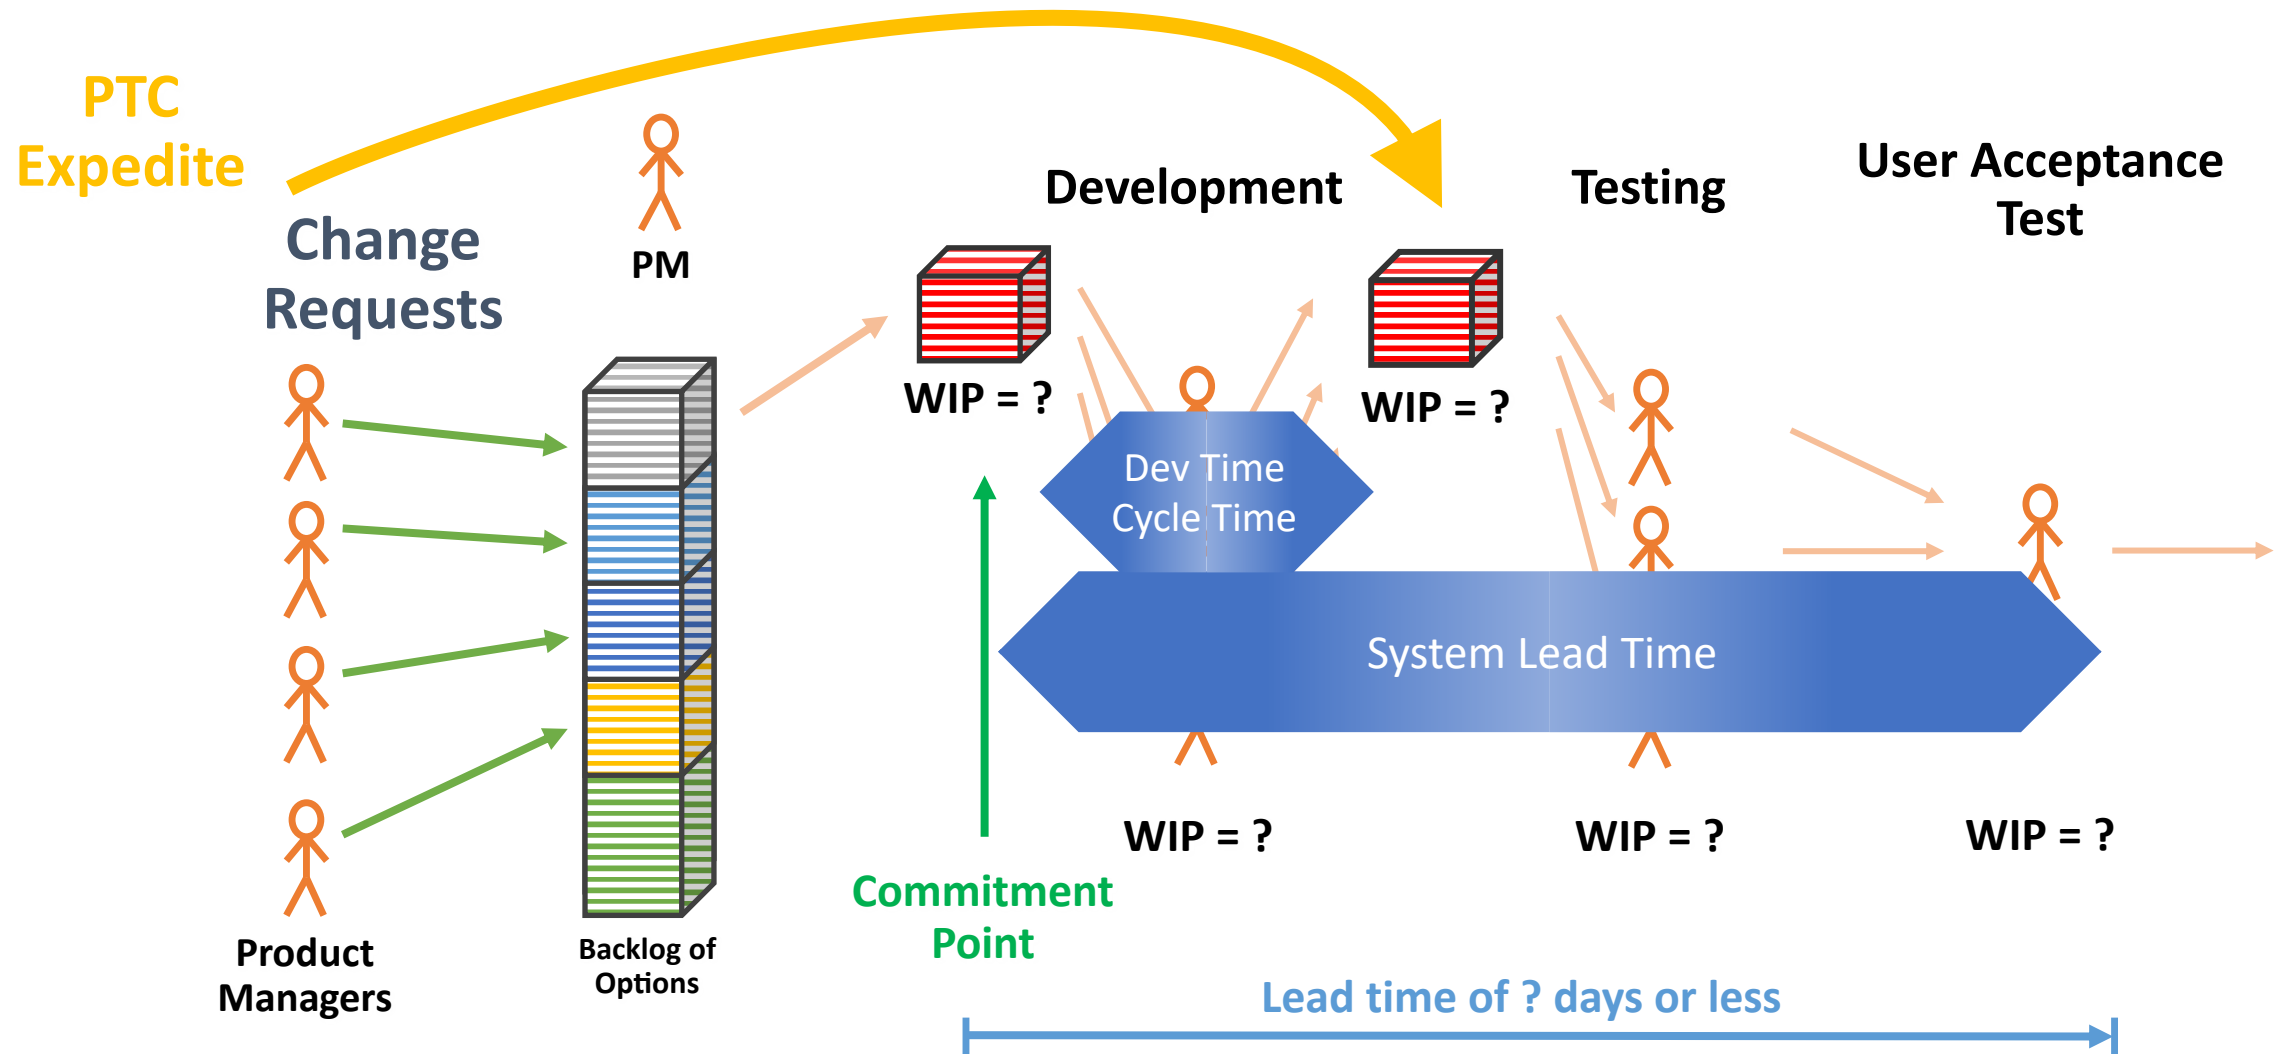 PTC
Expedite
Change
Requests
PM
Development
Testing
User Acceptance
Test
WIP = ?
WIP = ?
Dev Time
Cycle Time
System Lead Time
WIP = ?
WIP = ?
WIP = ?
Commitment
Point
Product
Managers
Backlog of
Options
Lead time of ? days or less